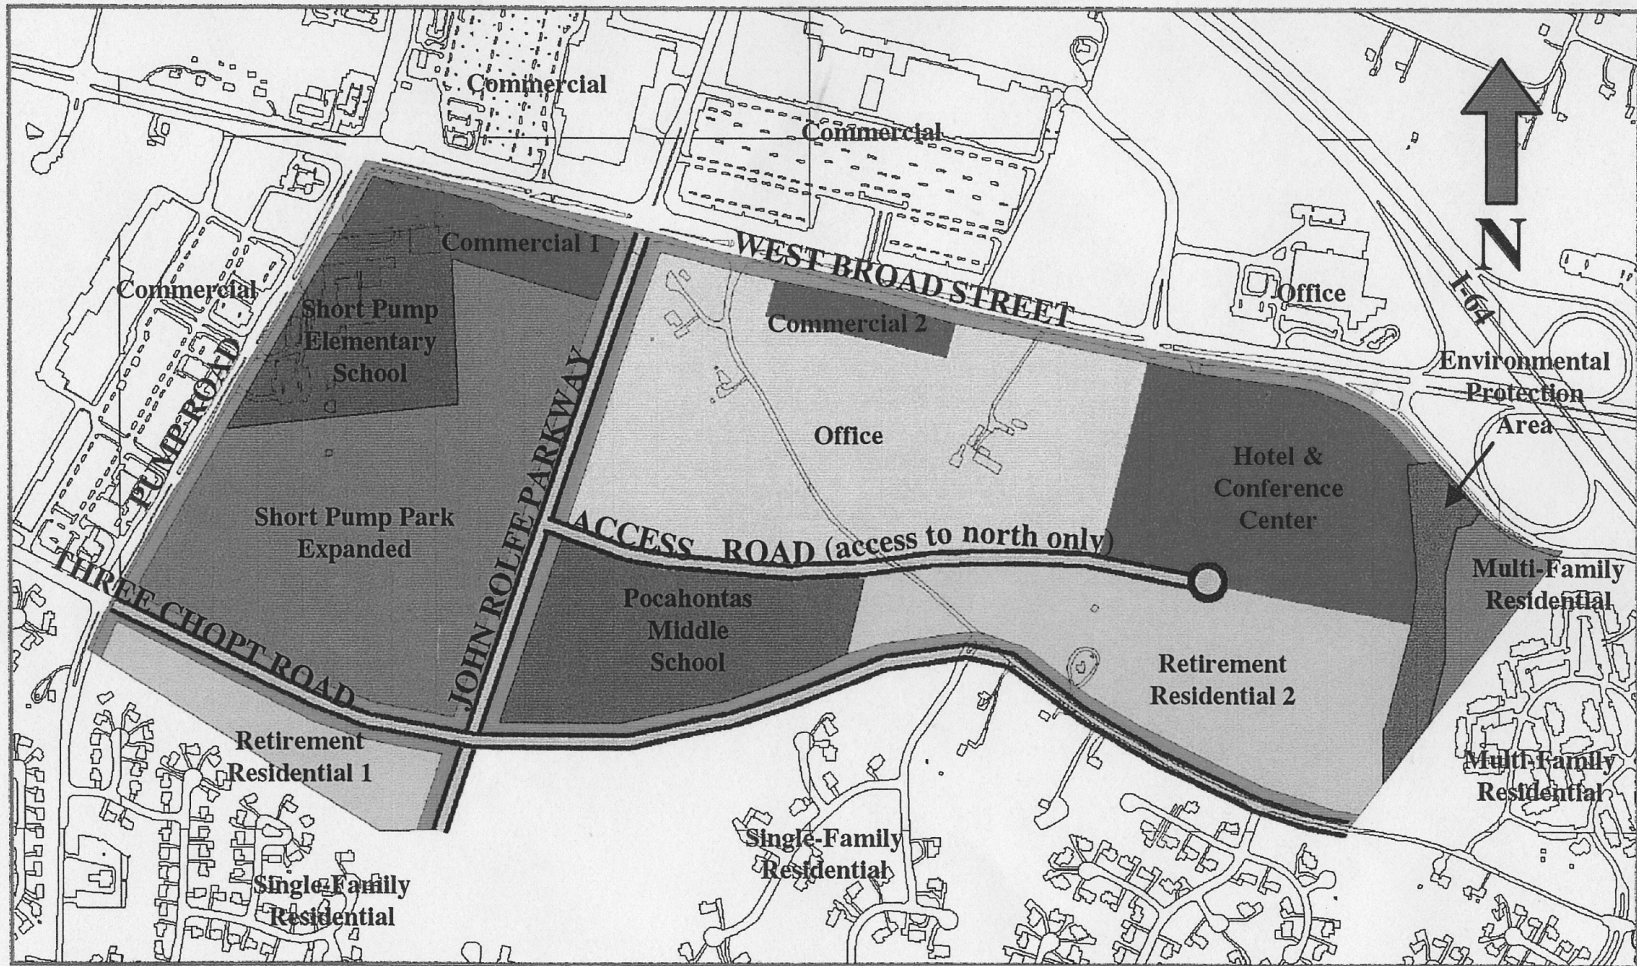 Commercial
Commercial
N
Commercial 1
WEST BROAD STREET
Commercial
Short Pump
Elementary
School
Commercial 2
Office
I-64
PUMP ROAD
Environmental
Protection
Area
JOHN ROLFE PARKWAY
Office
Hotel &
Conference
Center
Short Pump Park
Expanded
ACCESS ROAD (access to north only)
THREE CHOPT ROAD
Pocahontas
Middle
School
Multi-Family
Residential
Retirement
Residential 2
Retirement
Residential 1
Multi-Family
Residential
Single-Family
Residential
Single-Family
Residential